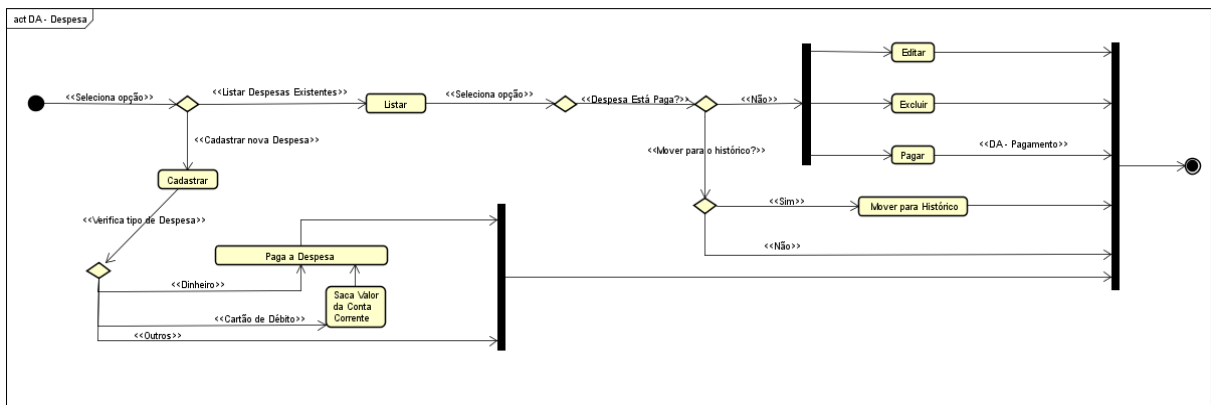 act DA - Despesa
<<Seleciona opção>>
<<Listar Despesas Existentes>>
Listar
<<Seleciona opção>>
<<Despesa Está Paga?>>
<<Não>>
Editar
Excluir
Pagar
<<DA - Pagamento>>
<<Cadastrar nova Despesa>>
<<Mover para o histórico?>>
Cadastrar
<<Sim>>
Mover para Histórico
<<Não>>
<<Verifica tipo de Despesa>>
Paga a Despesa
<<Dinheiro>>
Saca Valor
da Conta
Corrente
<<Cartão de Débito>>
<<Outros>>